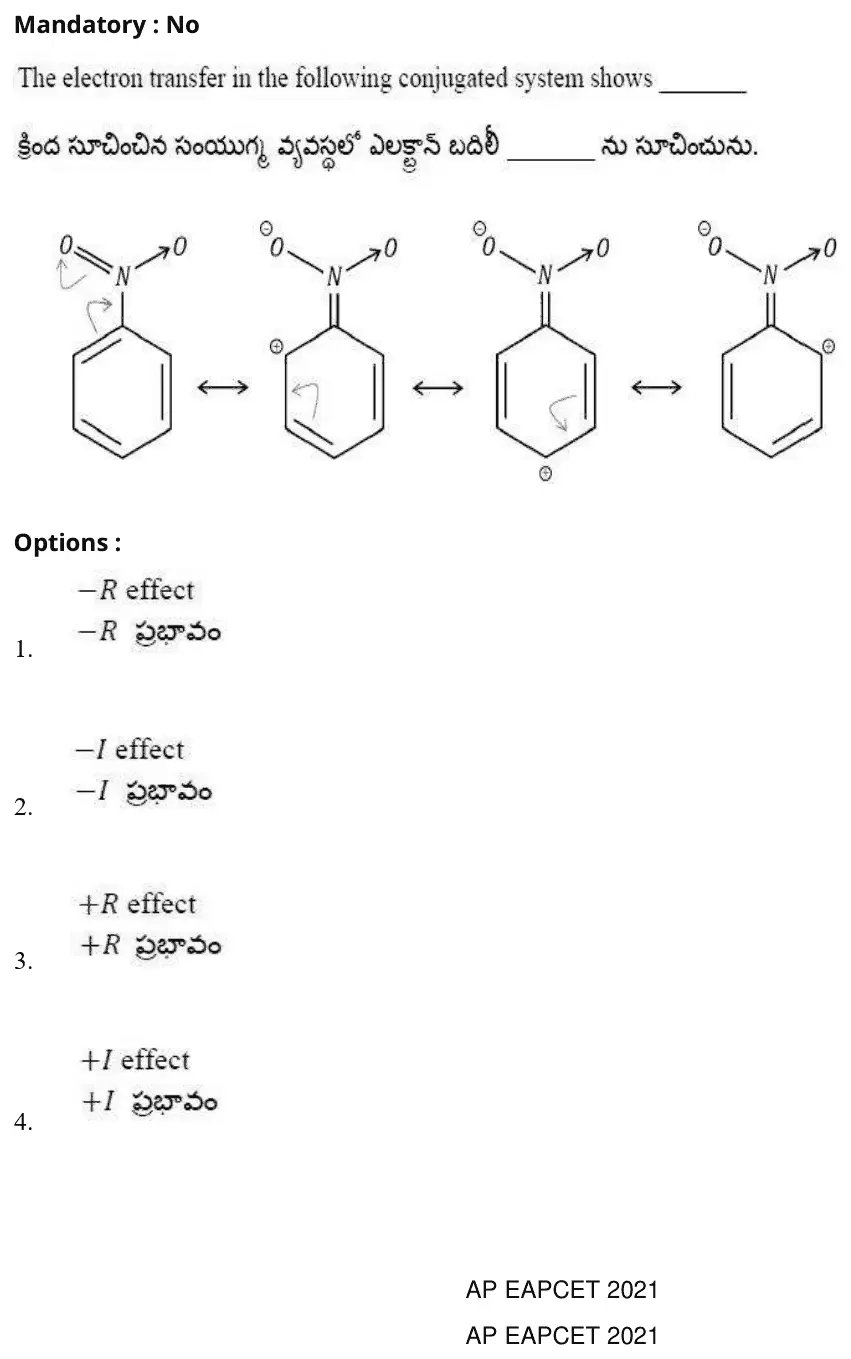 Mandatory : No
The electron transfer in the following conjugated system shows _______
క్రింద సూచించిన సంయుగ్మ వ్యవస్థలో ఎలక్ట్రాన్ బదిలీ _______ ను సూచించును.
O N O ⊖ O N O ⊖ O N O ⊖ O N O
⊕ ⊕
⊕
Options :
−R effect
−R ప్రభావం
1.
−I effect
−I ప్రభావం
2.
+R effect
+R ప్రభావం
3.
+I effect
+I ప్రభావం
4.
AP EAPCET 2021
AP EAPCET 2021